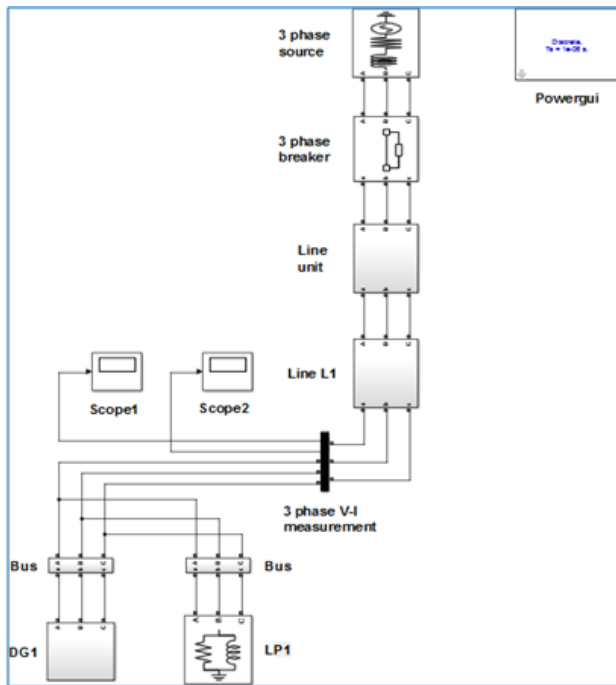 3 phase
source
Discrete,
Powergui
3 phase
breaker
Line
unit
Line L1
Scope1
Scope2
3 phase V-I
measurement
Bus
Bus
DG1
LP1
A B C
A B C
A B C
A B C
A B C
A B C
A B C
A B C